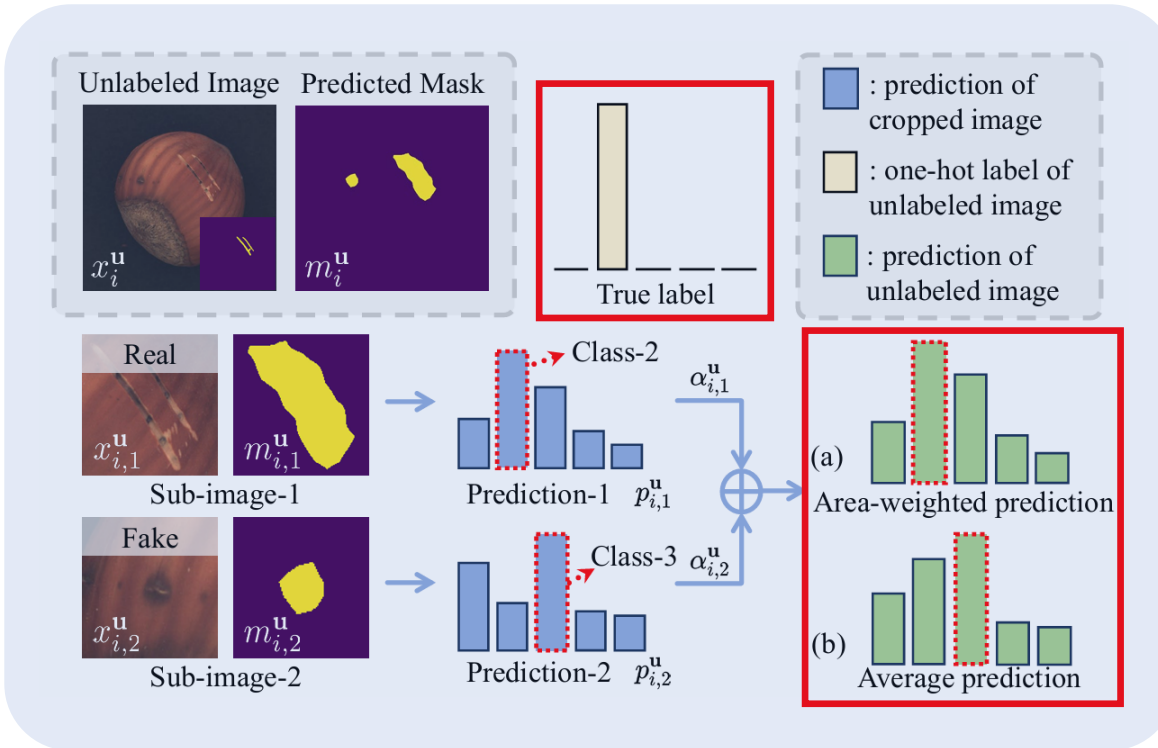 Unlabeled Image
Predicted Mask
x_i^u
m_i^u
True label
: prediction of
cropped image
: one-hot label of
unlabeled image
: prediction of
unlabeled image
Real
x_{i,1}^u
m_{i,1}^u
Sub-image-1
Class-2
Prediction-1 p_{i,1}^u
α_{i,1}^u
Fake
x_{i,2}^u
m_{i,2}^u
Sub-image-2
Class-3
Prediction-2 p_{i,2}^u
α_{i,2}^u
(a)
Area-weighted prediction
(b)
Average prediction